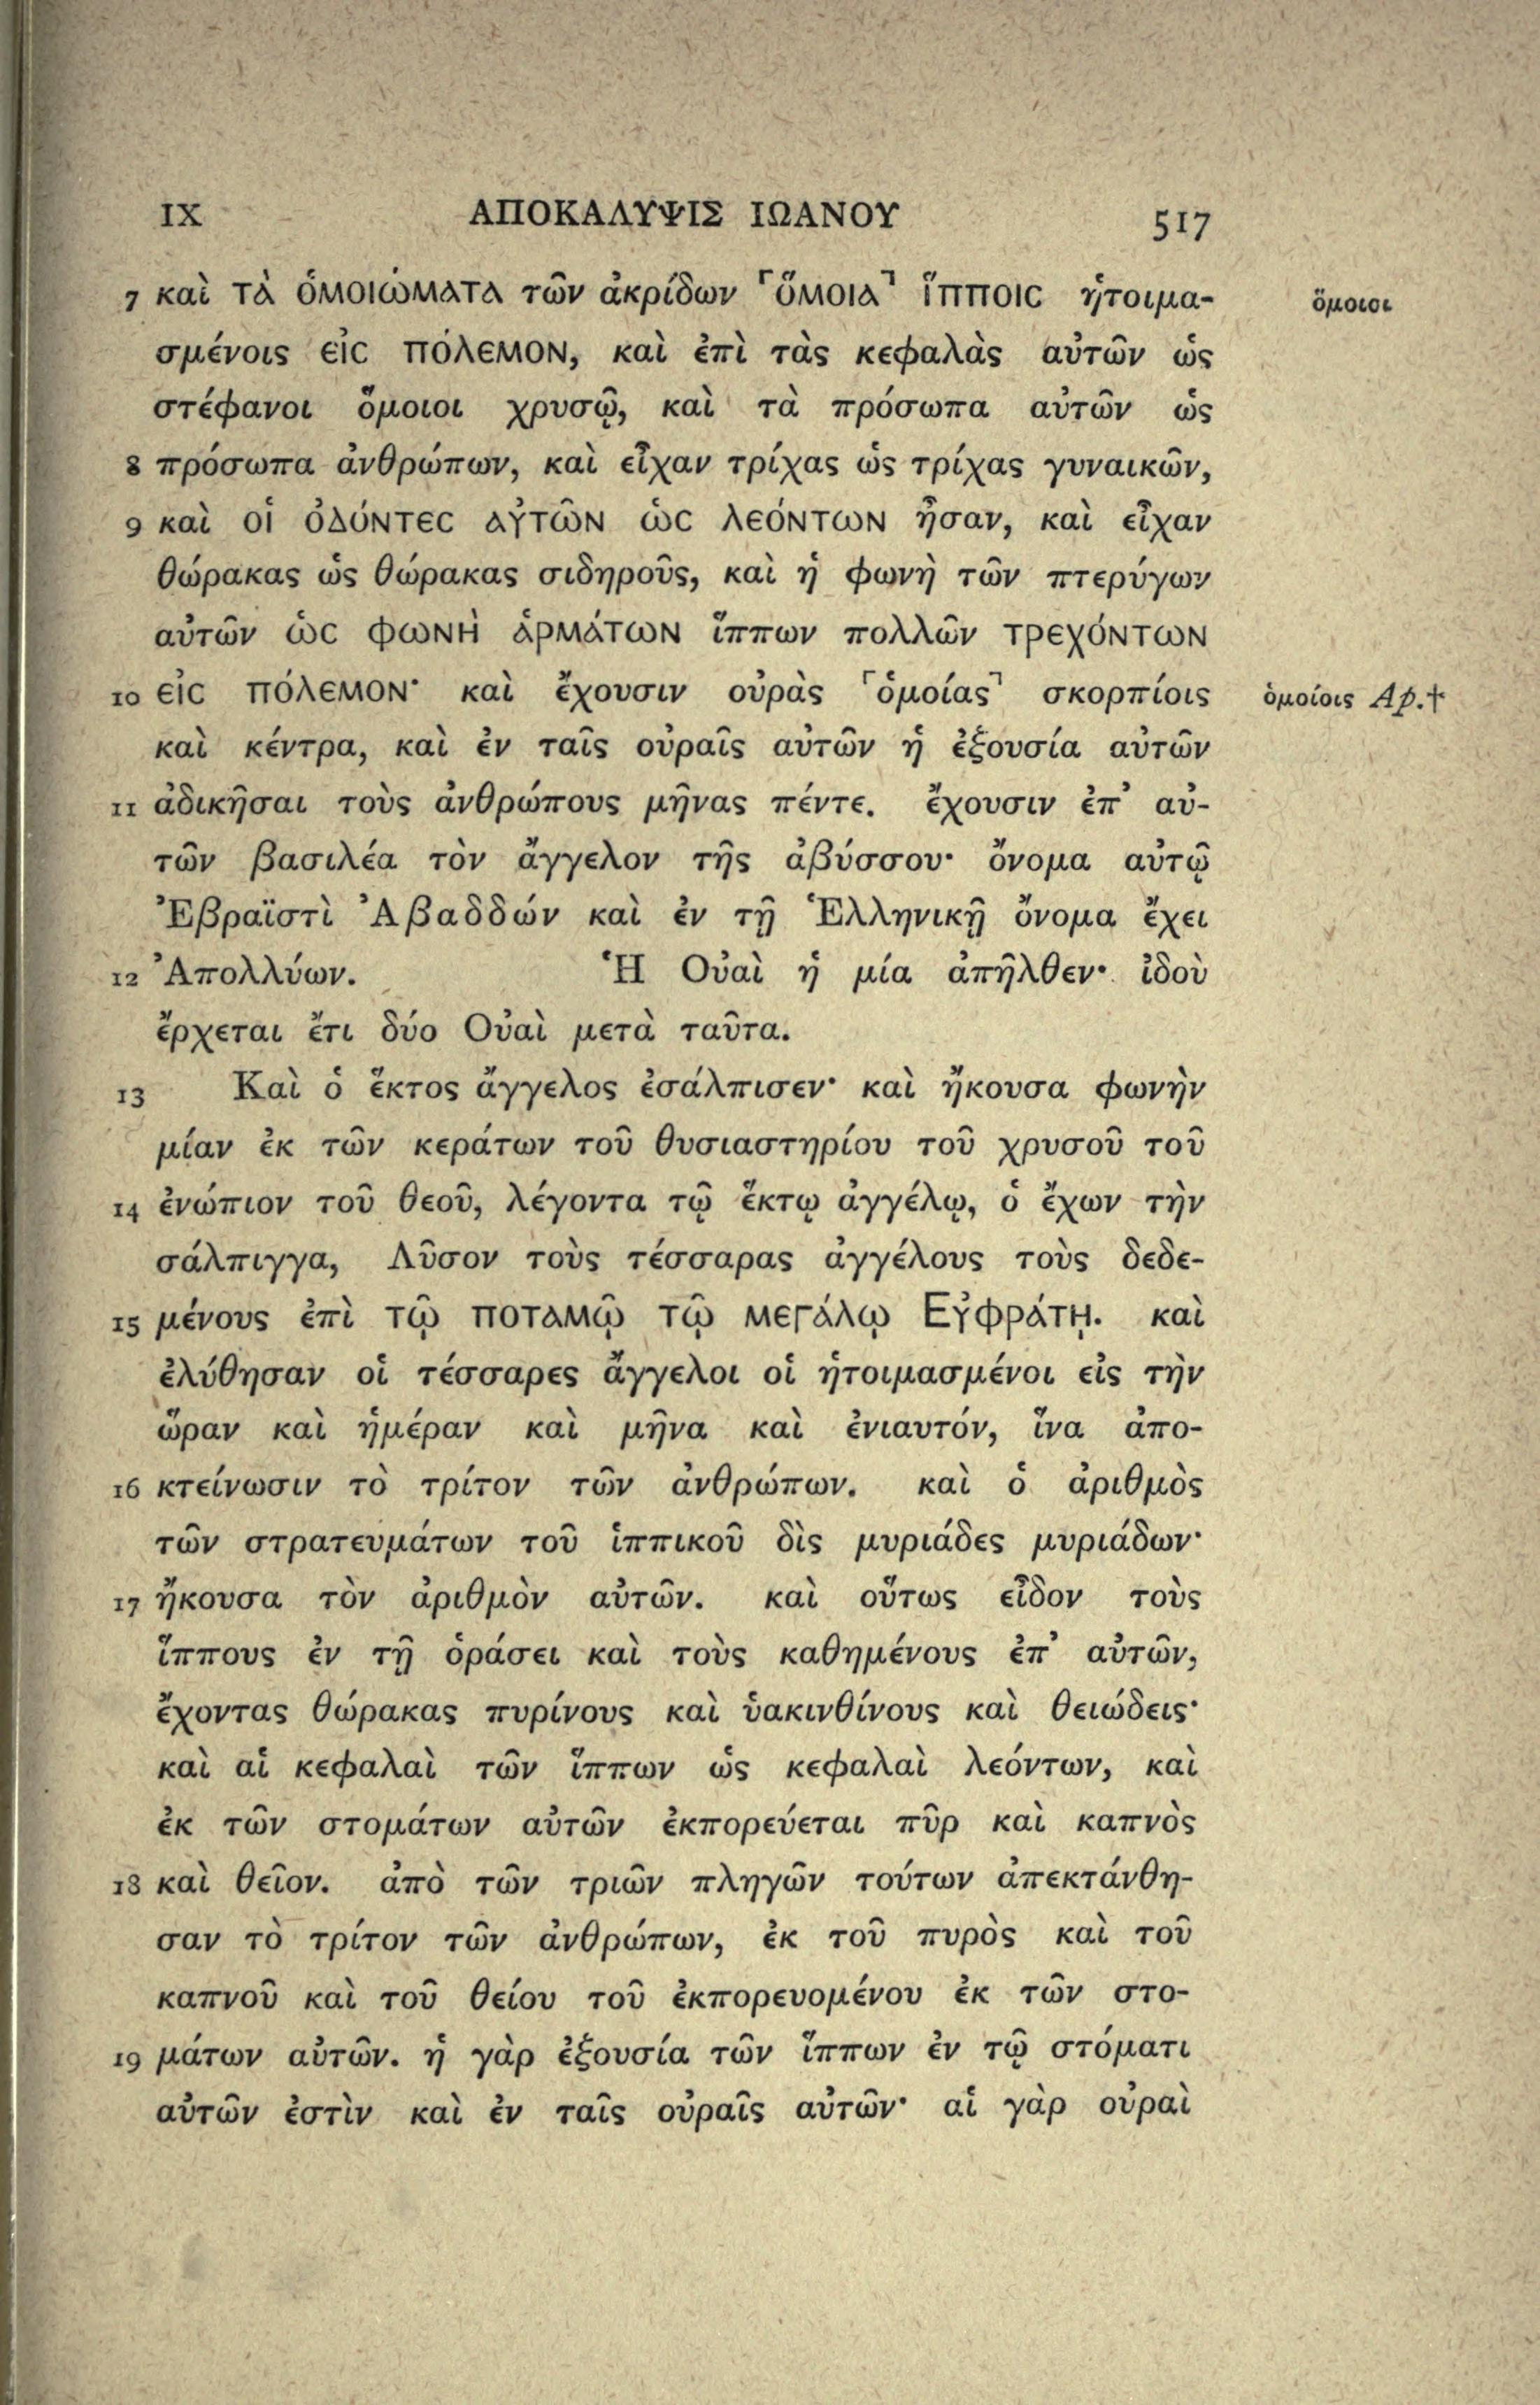 IX ΑΠΟΚΑΛΥΨΙΣ ΙΩΑΝΟΥ 517
7 καὶ τὰ ὁμοιώματα τῶν ἀκρίδων ⌜ὅμοια⌝ ἵπποις ἡτοιμα- ὅμοιοι
σμένοις εἰς πόλεμον, καὶ ἐπὶ τὰς κεφαλὰς αὐτῶν ὡς
στέφανοι ὅμοιοι χρυσῷ, καὶ τὰ πρόσωπα αὐτῶν ὡς
8 πρόσωπα ἀνθρώπων, καὶ εἶχαν τρίχας ὡς τρίχας γυναικῶν,
9 καὶ οἱ ὀδόντες αὐτῶν ὡς λεόντων ἦσαν, καὶ εἶχαν
θώρακας ὡς θώρακας σιδηροῦς, καὶ ἡ φωνὴ τῶν πτερύγων
αὐτῶν ὡς φωνὴ ἁρμάτων ἵππων πολλῶν τρεχόντων
10 εἰς πόλεμον· καὶ ἔχουσιν οὐρὰς ⌜ὁμοίας⌝ σκορπίοις ὁμοίοις Ap.†
καὶ κέντρα, καὶ ἐν ταῖς οὐραῖς αὐτῶν ἡ ἐξουσία αὐτῶν
11 ἀδικῆσαι τοὺς ἀνθρώπους μῆνας πέντε. ἔχουσιν ἐπ’ αὐ-
τῶν βασιλέα τὸν ἄγγελον τῆς ἀβύσσου· ὄνομα αὐτῷ
Ἐβραϊστὶ Ἀβαδδών καὶ ἐν τῇ Ἑλληνικῇ ὄνομα ἔχει
12 Ἀπολλύων. Ἡ Οὐαὶ ἡ μία ἀπῆλθεν· ἰδοὺ
ἔρχεται ἔτι δύο Οὐαὶ μετὰ ταῦτα.
13 Καὶ ὁ ἕκτος ἄγγελος ἐσάλπισεν· καὶ ἤκουσα φωνὴν
μίαν ἐκ τῶν κεράτων τοῦ θυσιαστηρίου τοῦ χρυσοῦ τοῦ
14 ἐνώπιον τοῦ θεοῦ, λέγοντα τῷ ἕκτῳ ἀγγέλῳ, ὁ ἔχων τὴν
σάλπιγγα, Λῦσον τοὺς τέσσαρας ἀγγέλους τοὺς δεδε-
15 μένους ἐπὶ τῷ ποταμῷ τῷ μεγάλῳ Εὐφράτῃ. καὶ
ἐλύθησαν οἱ τέσσαρες ἄγγελοι οἱ ἡτοιμασμένοι εἰς τὴν
ὥραν καὶ ἡμέραν καὶ μῆνα καὶ ἐνιαυτόν, ἵνα ἀπο-
16 κτείνωσιν τὸ τρίτον τῶν ἀνθρώπων. καὶ ὁ ἀριθμὸς
τῶν στρατευμάτων τοῦ ἱππικοῦ δὶς μυριάδες μυριάδων·
17 ἤκουσα τὸν ἀριθμὸν αὐτῶν. καὶ οὕτως εἶδον τοὺς
ἵππους ἐν τῇ ὁράσει καὶ τοὺς καθημένους ἐπ’ αὐτῶν,
ἔχοντας θώρακας πυρίνους καὶ ὑακινθίνους καὶ θειώδεις·
καὶ αἱ κεφαλαὶ τῶν ἵππων ὡς κεφαλαὶ λεόντων, καὶ
ἐκ τῶν στομάτων αὐτῶν ἐκπορεύεται πῦρ καὶ καπνὸς
18 καὶ θεῖον. ἀπὸ τῶν τριῶν πληγῶν τούτων ἀπεκτάνθη-
σαν τὸ τρίτον τῶν ἀνθρώπων, ἐκ τοῦ πυρὸς καὶ τοῦ
καπνοῦ καὶ τοῦ θείου τοῦ ἐκπορευομένου ἐκ τῶν στο-
19 μάτων αὐτῶν. ἡ γὰρ ἐξουσία τῶν ἵππων ἐν τῷ στόματι
αὐτῶν ἐστὶν καὶ ἐν ταῖς οὐραῖς αὐτῶν· αἱ γὰρ οὐραὶ